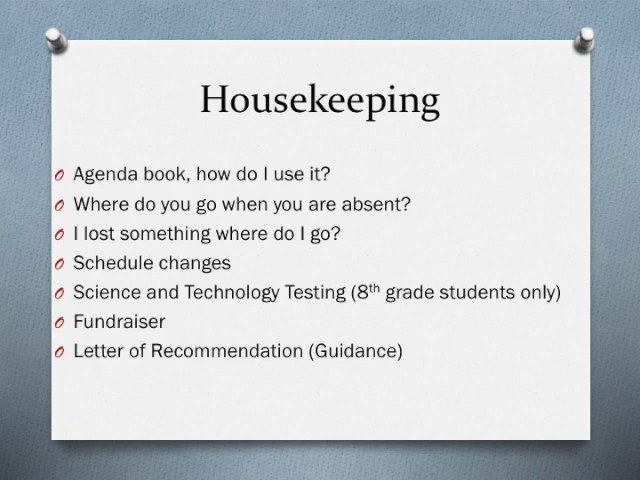 Housekeeping
Agenda book, how do I use it?
Where do you go when you are absent?
I lost something where do I go?
Schedule changes
Science and Technology Testing (8th grade students only)
Fundraiser
Letter of Recommendation (Guidance)